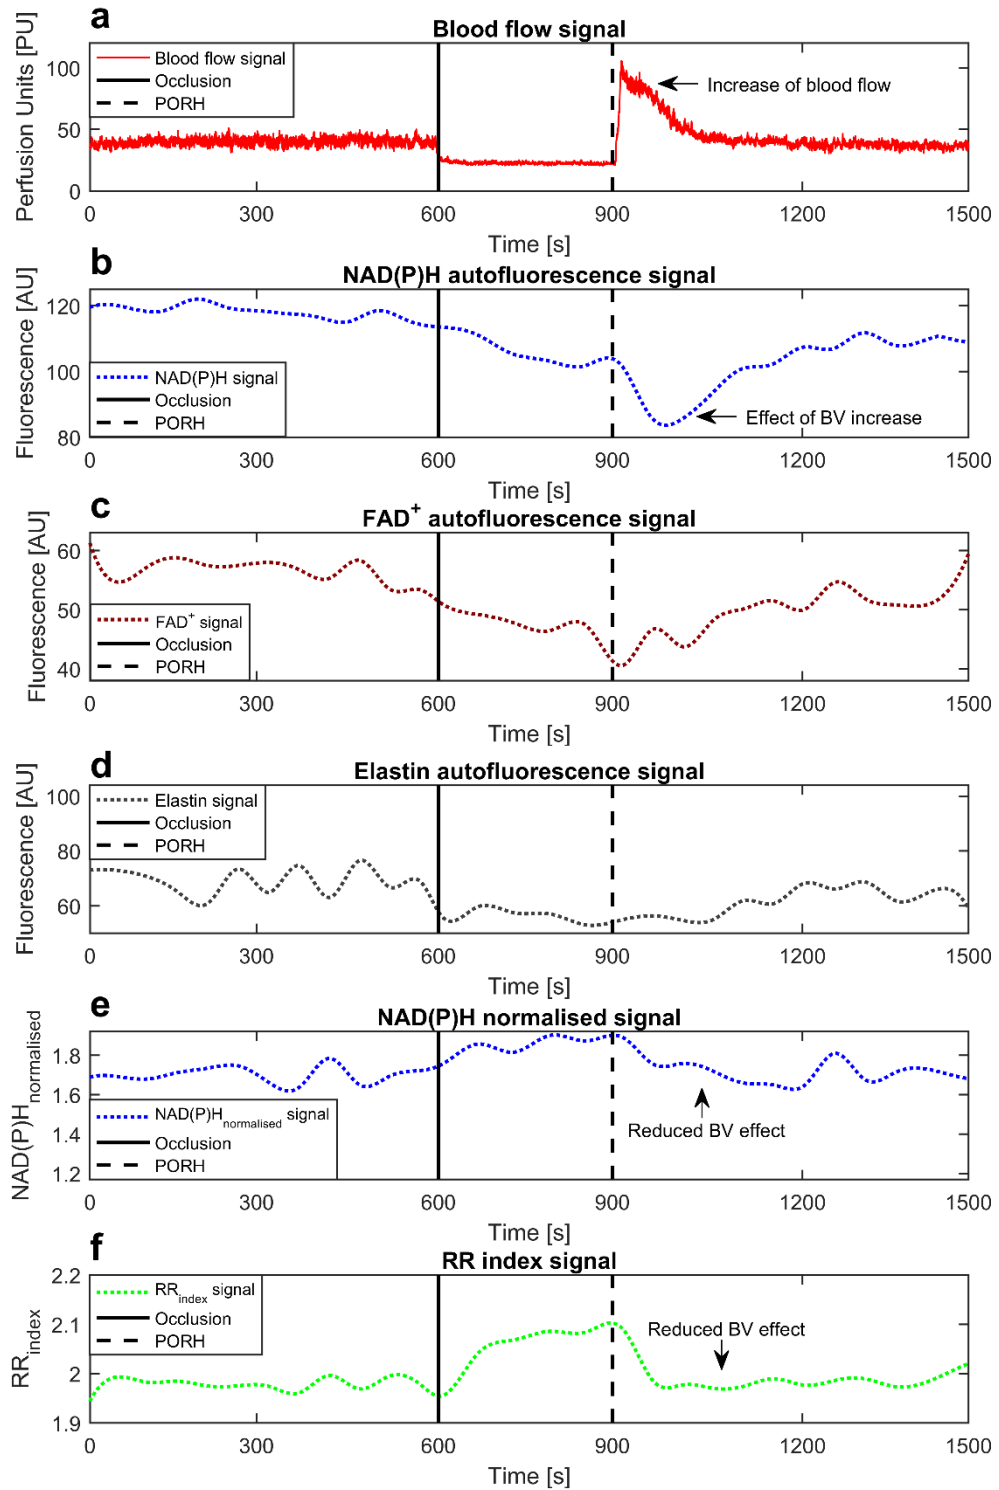 a
Blood flow signal
Perfusion Units [PU]
100
50
0
Blood flow signal
Occlusion
PORH
Increase of blood flow
0 300 600 900 1200 1500
Time [s]
b
NAD(P)H autofluorescence signal
Fluorescence [AU]
120
100
80
NAD(P)H signal
Occlusion
PORH
Effect of BV increase
0 300 600 900 1200 1500
Time [s]
c
FAD⁺ autofluorescence signal
Fluorescence [AU]
60
50
40
FAD⁺ signal
Occlusion
PORH
0 300 600 900 1200 1500
Time [s]
d
Elastin autofluorescence signal
Fluorescence [AU]
100
80
60
Elastin signal
Occlusion
PORH
0 300 600 900 1200 1500
Time [s]
e
NAD(P)H normalised signal
NAD(P)Hnormalised
1.8
1.6
1.4
1.2
NAD(P)Hnormalised signal
Occlusion
PORH
Reduced BV effect
0 300 600 900 1200 1500
Time [s]
f
RR index signal
RRindex
2.2
2.1
2
1.9
RRindex signal
Occlusion
PORH
Reduced BV effect
0 300 600 900 1200 1500
Time [s]